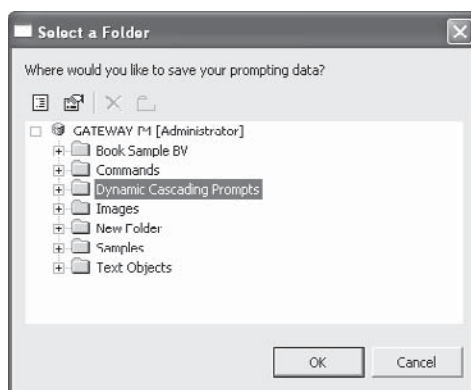 Select a Folder
Where would you like to save your prompting data?
GATEWAY P4 [Administrator]
Book Sample BV
Commands
Dynamic Cascading Prompts
Images
New Folder
Samples
Text Objects
OK Cancel